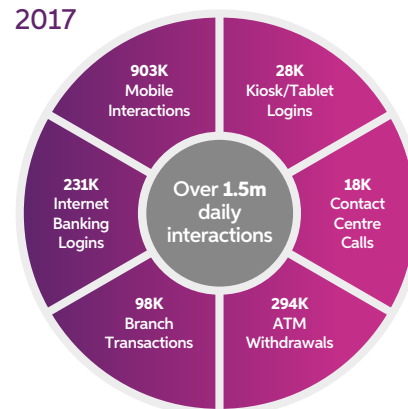 2017
903K
Mobile
Interactions
28K
Kiosk/Tablet
Logins
231K
Internet
Banking
Logins
Over 1.5m
daily
interactions
18K
Contact
Centre
Calls
98K
Branch
Transactions
294K
ATM
Withdrawals